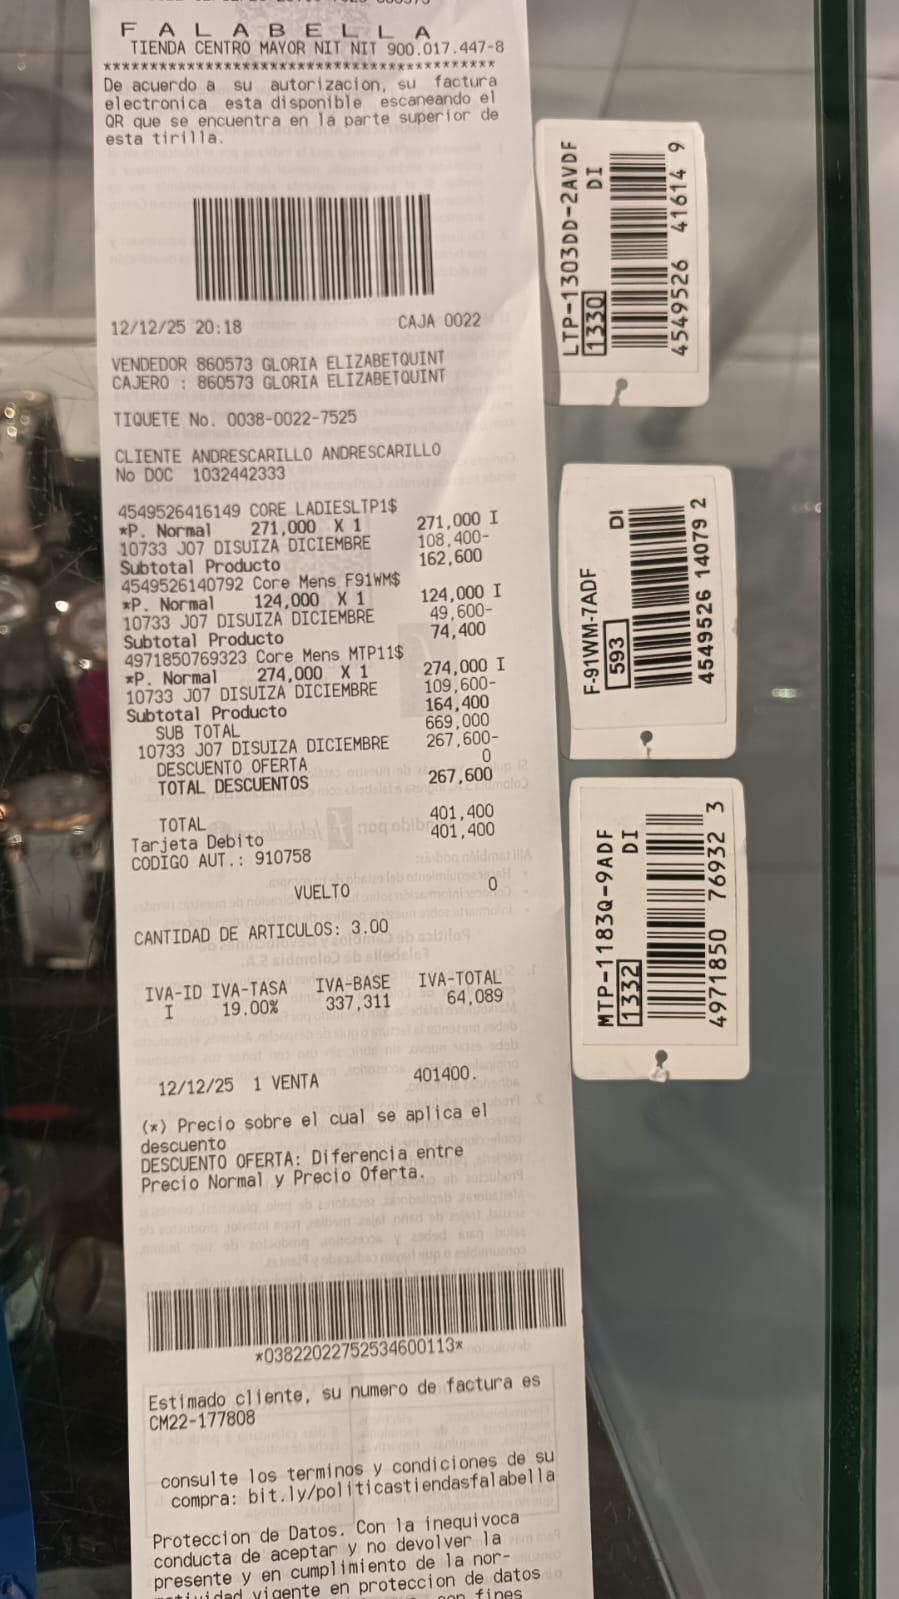 F A L A B E L L A
TIENDA CENTRO MAYOR NIT NIT 900.017.447-8
*******************************************
De acuerdo a su autorizacion, su factura
electronica esta disponible escaneando el
QR que se encuentra en la parte superior de
esta tirilla.
12/12/25 20:18 CAJA 0022
VENDEDOR 860573 GLORIA ELIZABETQUINT
CAJERO : 860573 GLORIA ELIZABETQUINT
TIQUETE No. 0038-0022-7525
CLIENTE ANDRESCARILLO ANDRESCARILLO
No DOC 1032442333
4549526416149 CORE LADIESLTP1$
*P. Normal 271,000 X 1 271,000 I
10733 J07 DISUIZA DICIEMBRE 108,400-
Subtotal Producto 162,600
4549526140792 Core Mens F91WM$
*P. Normal 124,000 X 1 124,000 I
10733 J07 DISUIZA DICIEMBRE 49,600-
Subtotal Producto 74,400
4971850769323 Core Mens MTP11$
*P. Normal 274,000 X 1 274,000 I
10733 J07 DISUIZA DICIEMBRE 109,600-
Subtotal Producto 164,400
SUB TOTAL 669,000
10733 J07 DISUIZA DICIEMBRE 267,600-
DESCUENTO OFERTA 0
TOTAL DESCUENTOS 267,600
TOTAL 401,400
Tarjeta Debito 401,400
CODIGO AUT.: 910758
VUELTO 0
CANTIDAD DE ARTICULOS: 3.00
IVA-ID IVA-TASA IVA-BASE IVA-TOTAL
I 19.00% 337,311 64,089
12/12/25 1 VENTA 401400.
(*) Precio sobre el cual se aplica el
descuento
DESCUENTO OFERTA: Diferencia entre
Precio Normal y Precio Oferta.
*03822022752534600113*
Estimado cliente, su numero de factura es
CM22-177808
consulte los terminos y condiciones de su
compra: bit.ly/politicastiendasfalabella
Proteccion de Datos. Con la inequivoca
conducta de aceptar y no devolver la
presente y en cumplimiento de la nor-
vigente en proteccion de datos
fines
LTP-1303DD-2AVDF
DI
1330
4549526 41614 9
F-91WM-7ADF DI
593
4549526 14079 2
MTP-1183Q-9ADF
DI
1332
4971850 76932 3